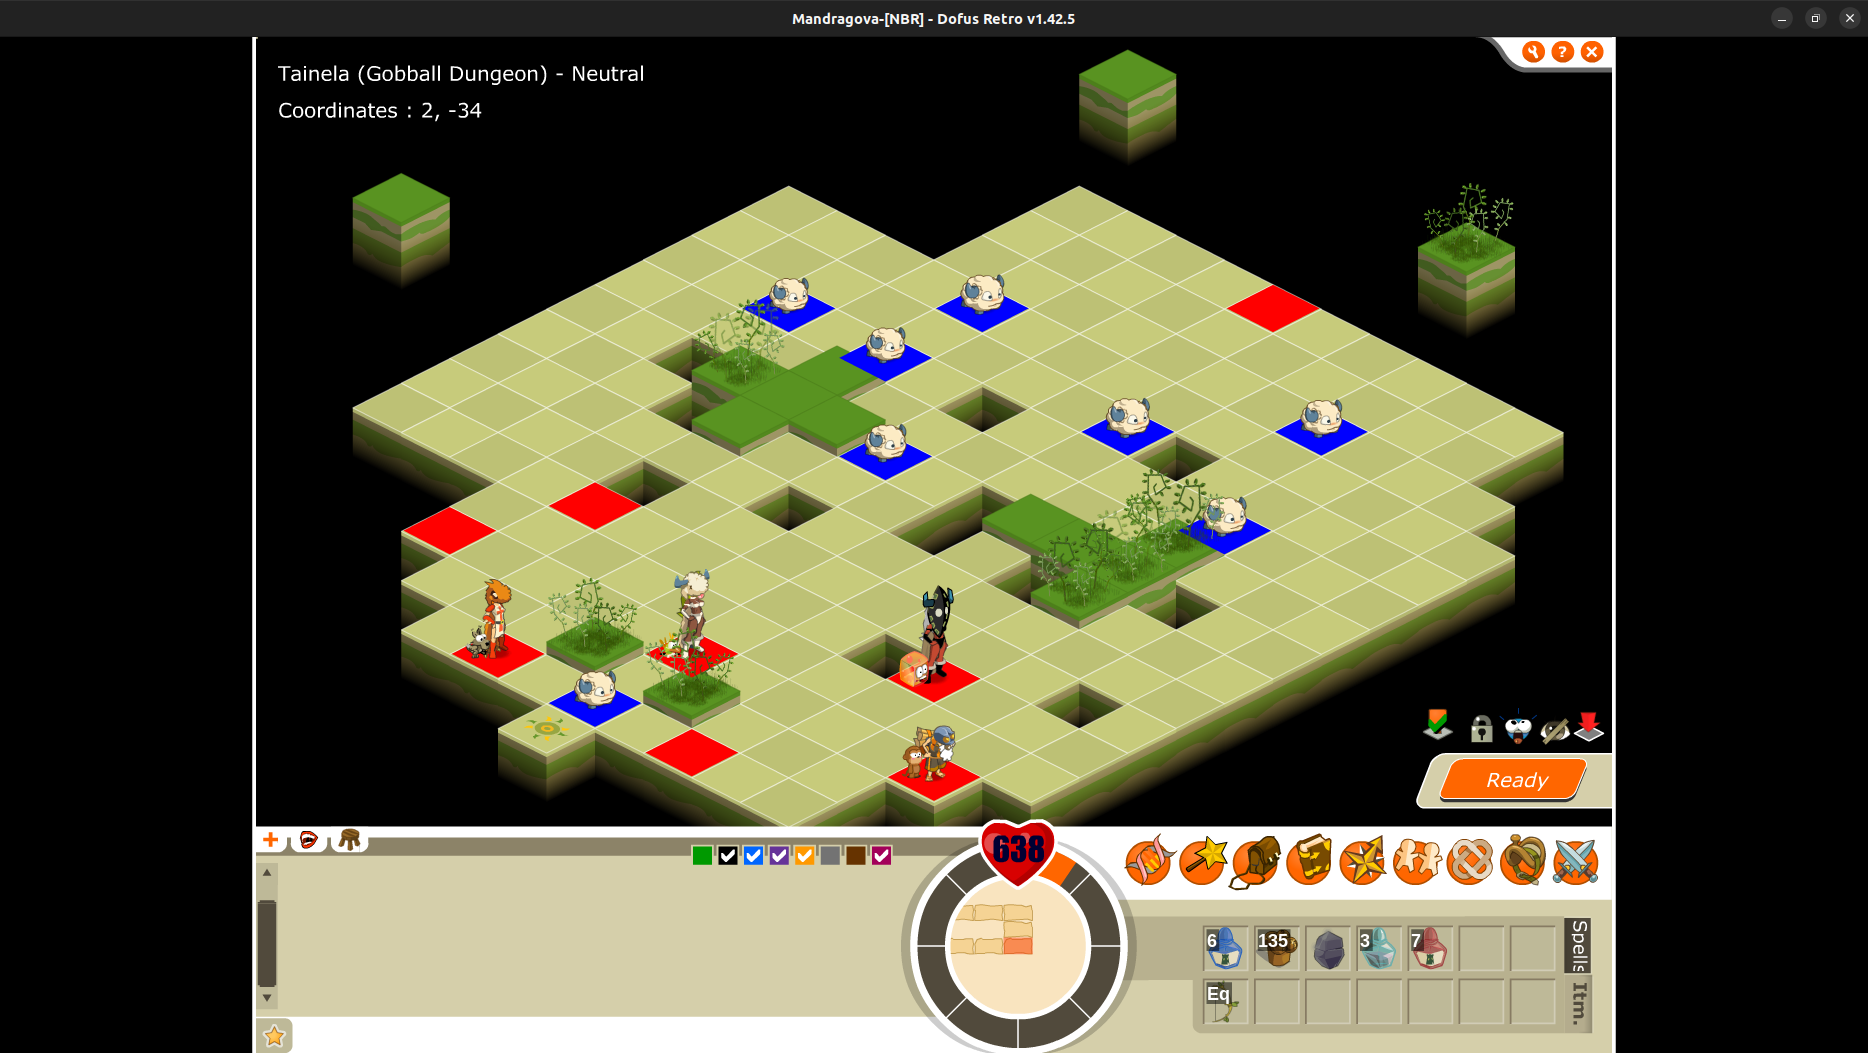 Mandragova-[NBR] - Dofus Retro v1.42.5
Tainela (Gobball Dungeon) - Neutral
Coordinates : 2, -34
?
Ready
638
6
135
3
7
Spells
Eq
Itm.